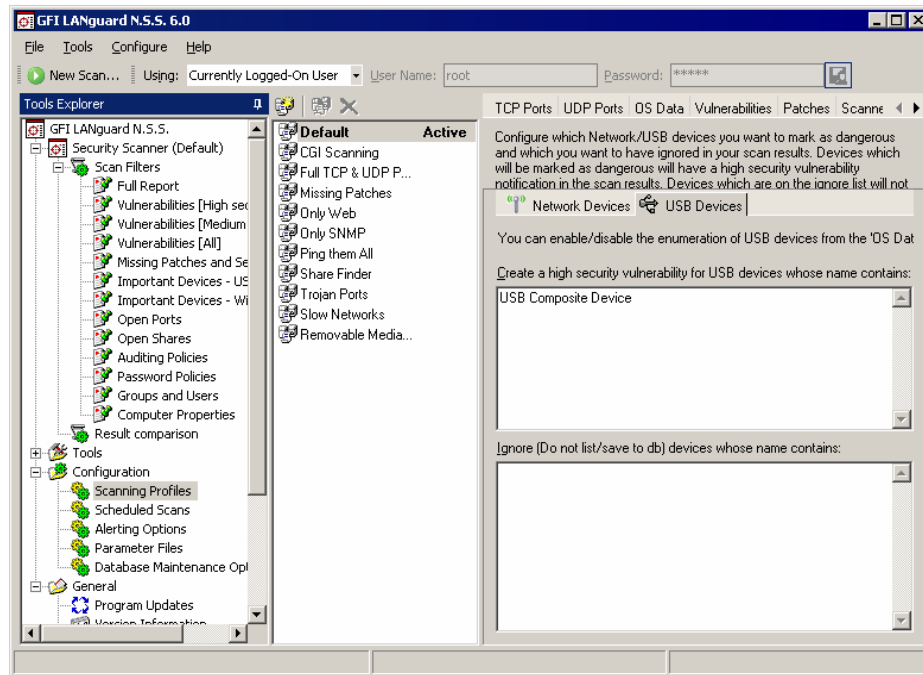 GFI LANguard N.S.S. 6.0
File Tools Configure Help
New Scan... Using: Currently Logged-On User User Name: root Password: *****
Tools Explorer
GFI LANguard N.S.S.
Security Scanner (Default)
Scan Filters
Full Report
Vulnerabilities [High sec
Vulnerabilities [Medium
Vulnerabilities [All]
Missing Patches and Se
Important Devices - US
Important Devices - Wi
Open Ports
Open Shares
Auditing Policies
Password Policies
Groups and Users
Computer Properties
Result comparison
Tools
Configuration
Scanning Profiles
Scheduled Scans
Alerting Options
Parameter Files
Database Maintenance Opt
General
Program Updates
Version Information
Default Active
CGI Scanning
Full TCP & UDP P...
Missing Patches
Only Web
Only SNMP
Ping them All
Share Finder
Trojan Ports
Slow Networks
Removable Media...
TCP Ports UDP Ports OS Data Vulnerabilities Patches Scanne
Configure which Network/USB devices you want to mark as dangerous
and which you want to have ignored in your scan results. Devices which
will be marked as dangerous will have a high security vulnerability
notification in the scan results. Devices which are on the ignore list will not
Network Devices USB Devices
You can enable/disable the enumeration of USB devices from the 'OS Dat
Create a high security vulnerability for USB devices whose name contains:
USB Composite Device
Ignore (Do not list/save to db) devices whose name contains: